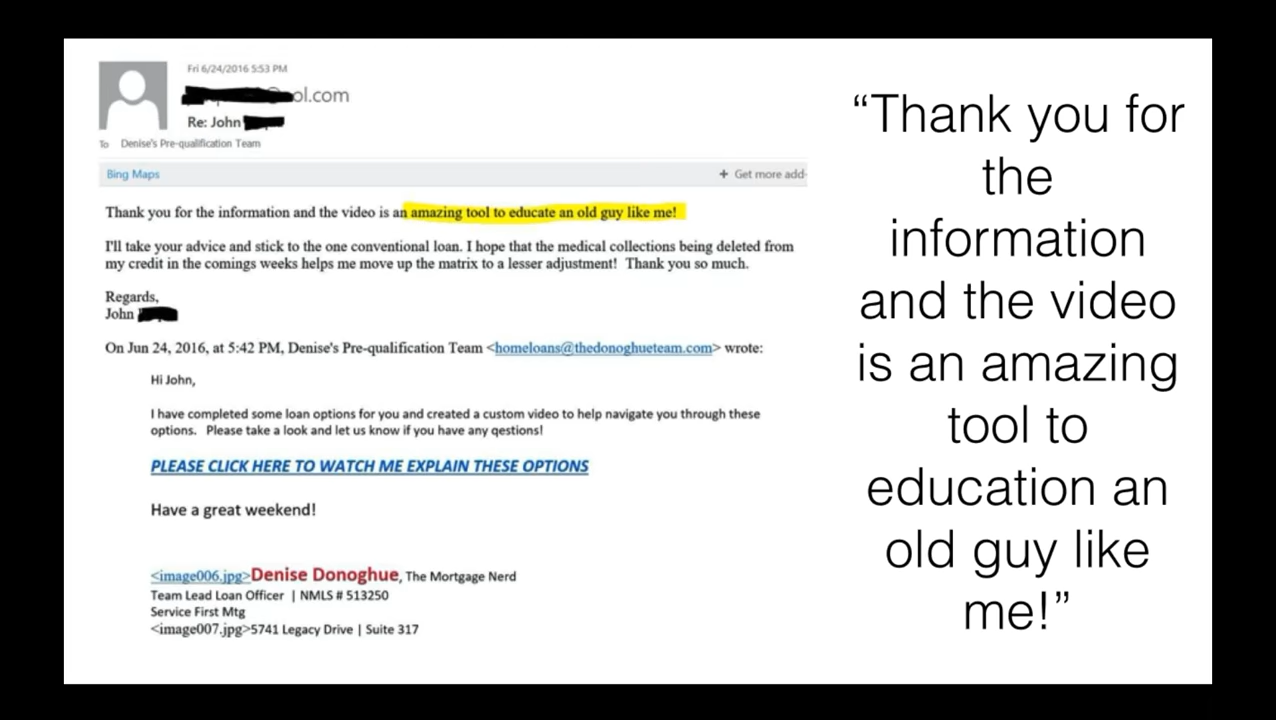 Fri 6/24/2016 5:53 PM
ol.com
Re: John
To Denise's Pre-qualification Team
Bing Maps
+ Get more add-
Thank you for the information and the video is an amazing tool to educate an old guy like me!
I'll take your advice and stick to the one conventional loan. I hope that the medical collections being deleted from
my credit in the comings weeks helps me move up the matrix to a lesser adjustment! Thank you so much.
Regards,
John
On Jun 24, 2016, at 5:42 PM, Denise's Pre-qualification Team <homeloans@thedonoghueteam.com> wrote:
Hi John,
I have completed some loan options for you and created a custom video to help navigate you through these
options. Please take a look and let us know if you have any qestions!
PLEASE CLICK HERE TO WATCH ME EXPLAIN THESE OPTIONS
Have a great weekend!
<image006.jpg>Denise Donoghue, The Mortgage Nerd
Team Lead Loan Officer | NMLS # 513250
Service First Mtg
<image007.jpg>5741 Legacy Drive | Suite 317
“Thank you for
the
information
and the video
is an amazing
tool to
education an
old guy like
me!”